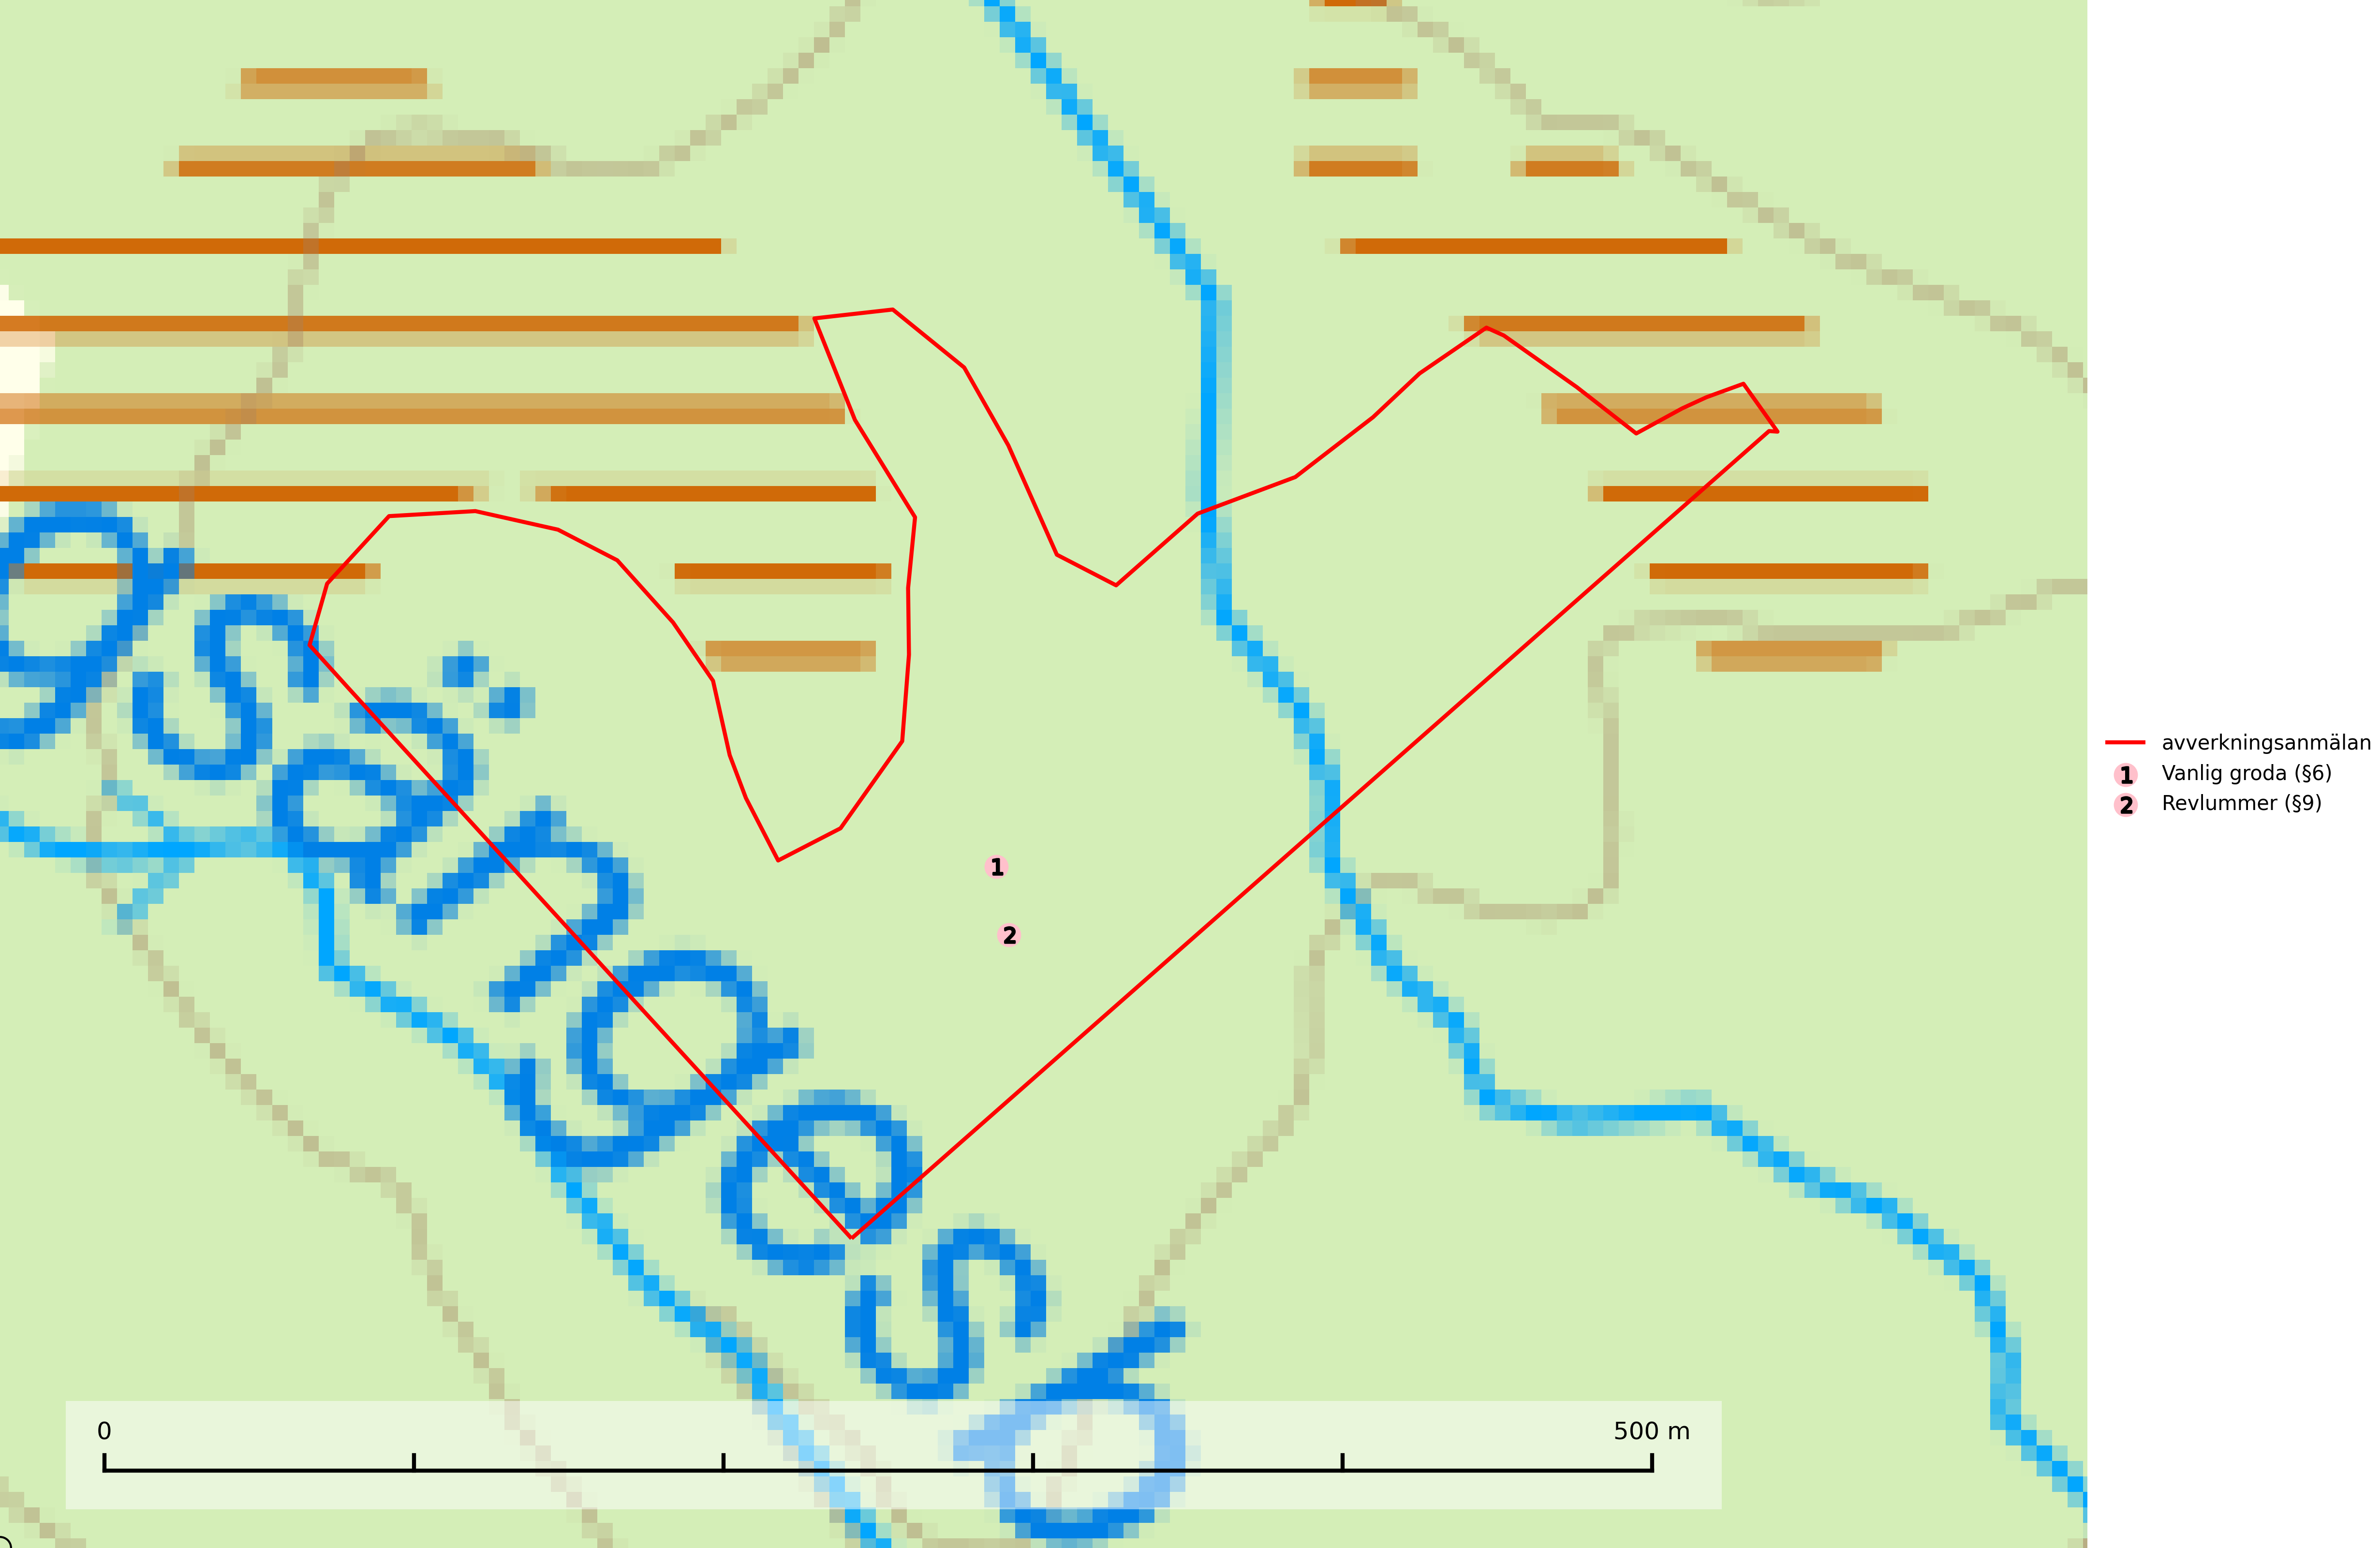 1
2
0 500 m
avverkningsanmälan
1 Vanlig groda (§6)
2 Revlummer (§9)